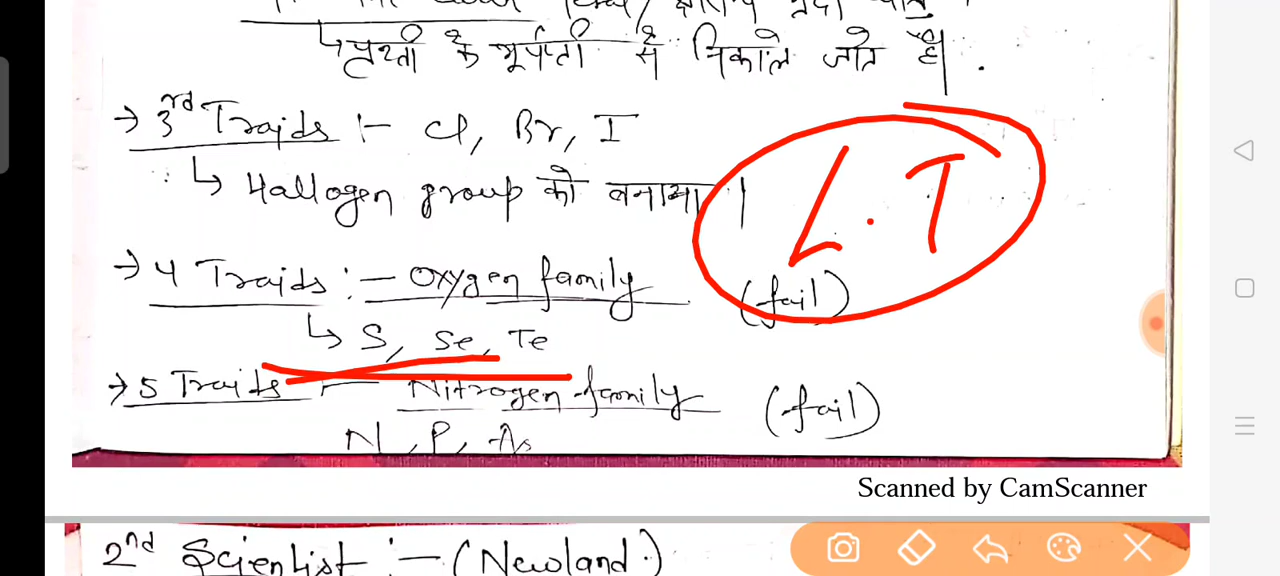 ↳ पृथ्वी के भूपर्पटी से निकाले जाते है।
→ 3rd Traids :- Cl, Br, I
↳ Hallogen group को बनाया।
L.T
→ 4 Traids :- Oxygen family (fail)
↳ S, Se, Te
→ 5 Traids :- Nitrogen family (fail)
N, P, As
Scanned by CamScanner
2nd Scientist :- (Newland.)